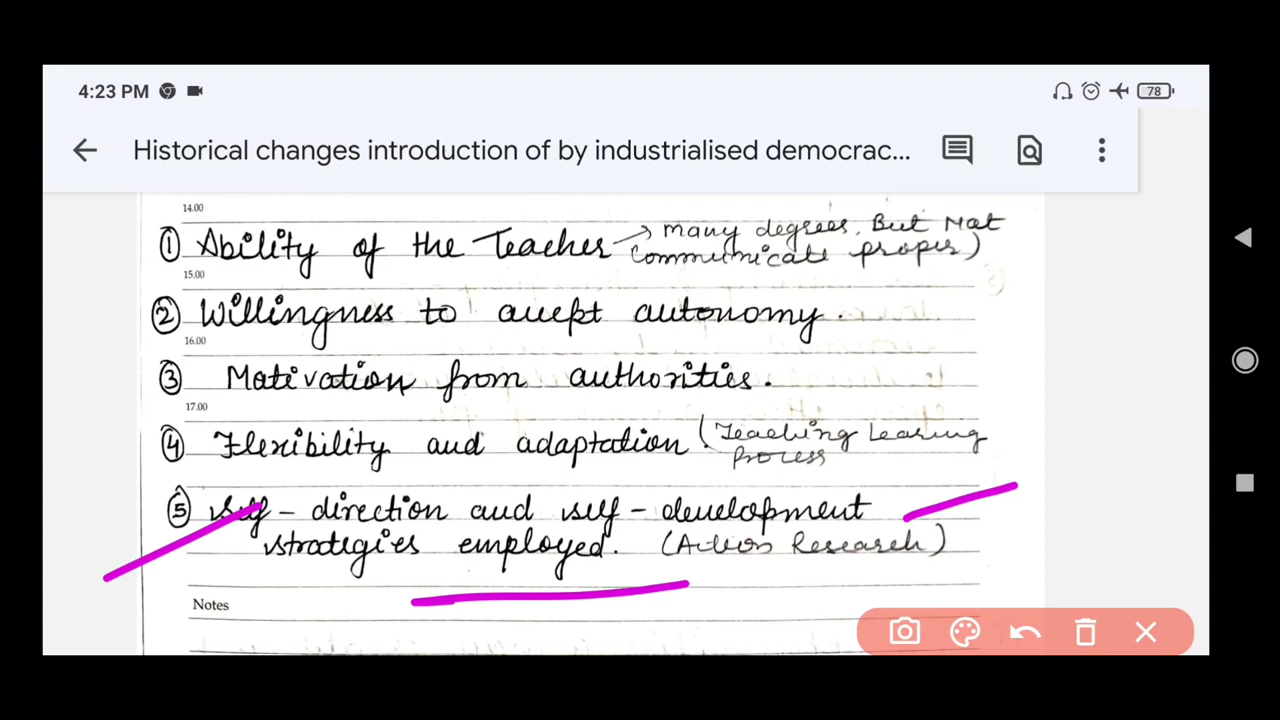 4:23 PM
78
Historical changes introduction of by industrialised democrac...
14.00
① Ability of the Teacher → many degrees. But Not
communicate proper)
15.00
② Willingness to accept autonomy.
16.00
③ Motivation from authorities.
17.00
④ Flexibility and adaptation (Teaching Learing
Process
⑤ Self-direction and self-development
strategies employed. (Action Research)
Notes